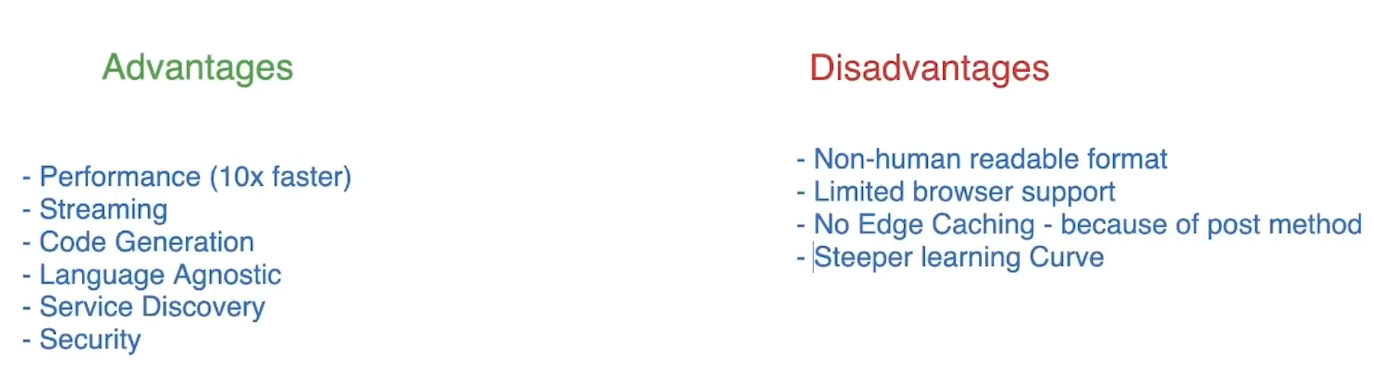 Advantages
- Performance (10x faster)
- Streaming
- Code Generation
- Language Agnostic
- Service Discovery
- Security
Disadvantages
- Non-human readable format
- Limited browser support
- No Edge Caching - because of post method
- Steeper learning Curve